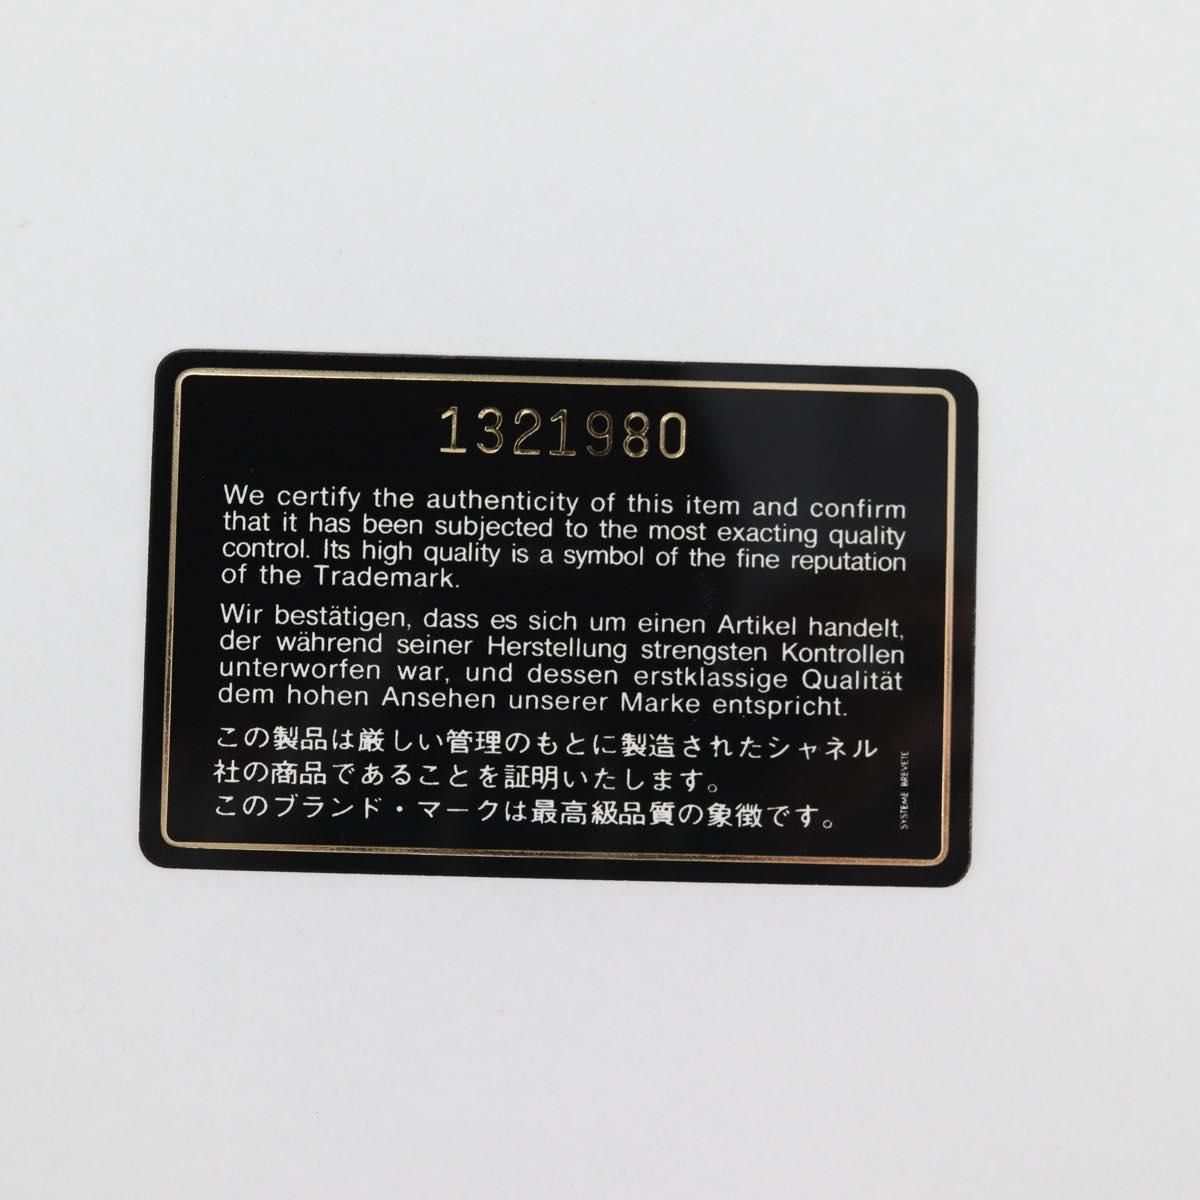 1321980
We certify the authenticity of this item and confirm
that it has been subjected to the most exacting quality
control. Its high quality is a symbol of the fine reputation
of the Trademark.
Wir bestätigen, dass es sich um einen Artikel handelt,
der während seiner Herstellung strengsten Kontrollen
unterworfen war, und dessen erstklassige Qualität
dem hohen Ansehen unserer Marke entspricht.
この製品は厳しい管理のもとに製造されたシャネル
社の商品であることを証明いたします。
このブランド・マークは最高級品質の象徴です。
SYSTEME BREVETE